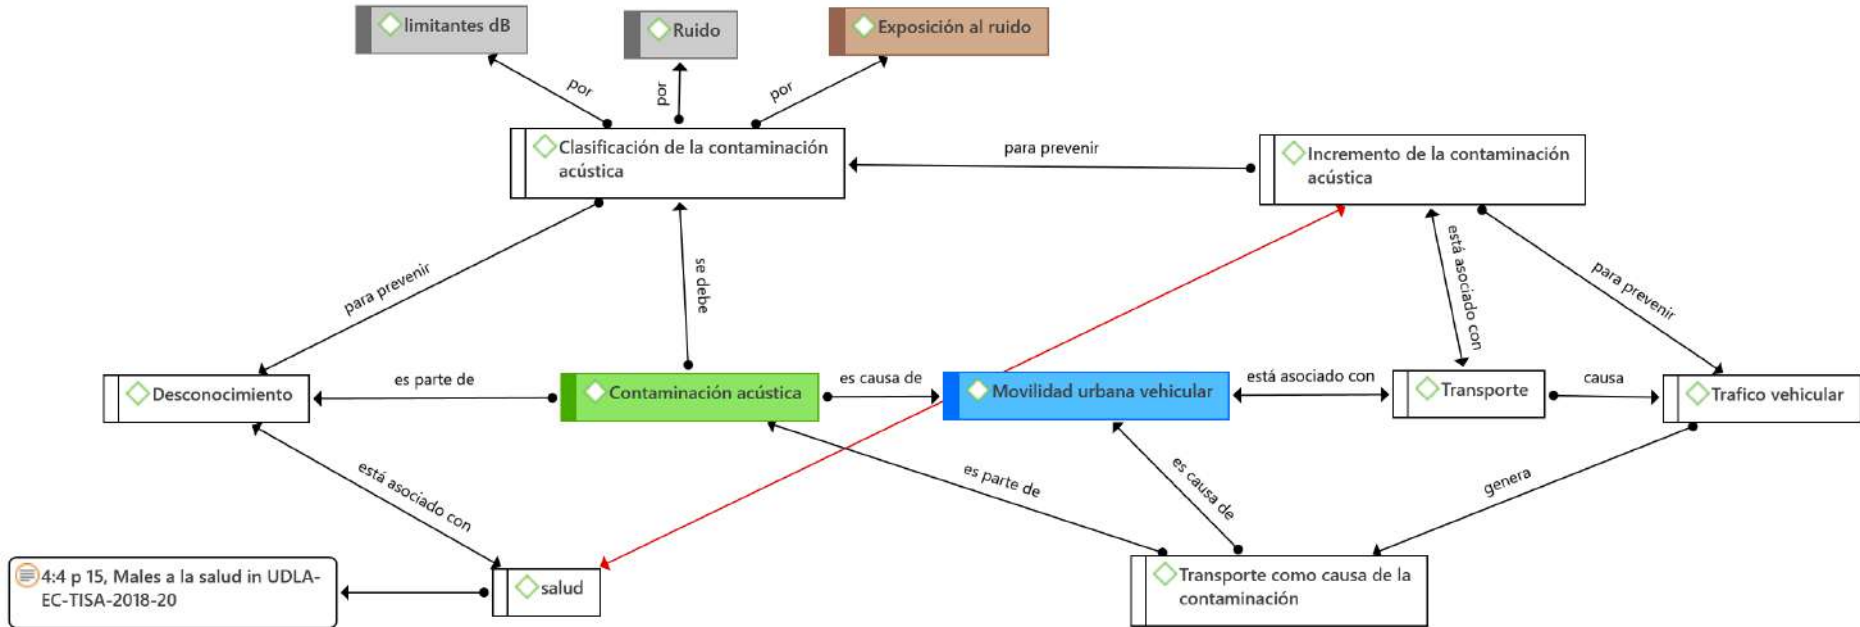 limitantes dB
Ruido
Exposición al ruido
por
por
por
Clasificación de la contaminación
acústica
para prevenir
Incremento de la contaminación
acústica
para prevenir
se debe
está asociado con
para prevenir
Desconocimiento
es parte de
Contaminación acústica
es causa de
Movilidad urbana vehicular
está asociado con
Transporte
causa
Trafico vehicular
está asociado con
es parte de
es causa de
genera
4:4 p 15, Males a la salud in UDLA-
EC-TISA-2018-20
salud
Transporte como causa de la
contaminación